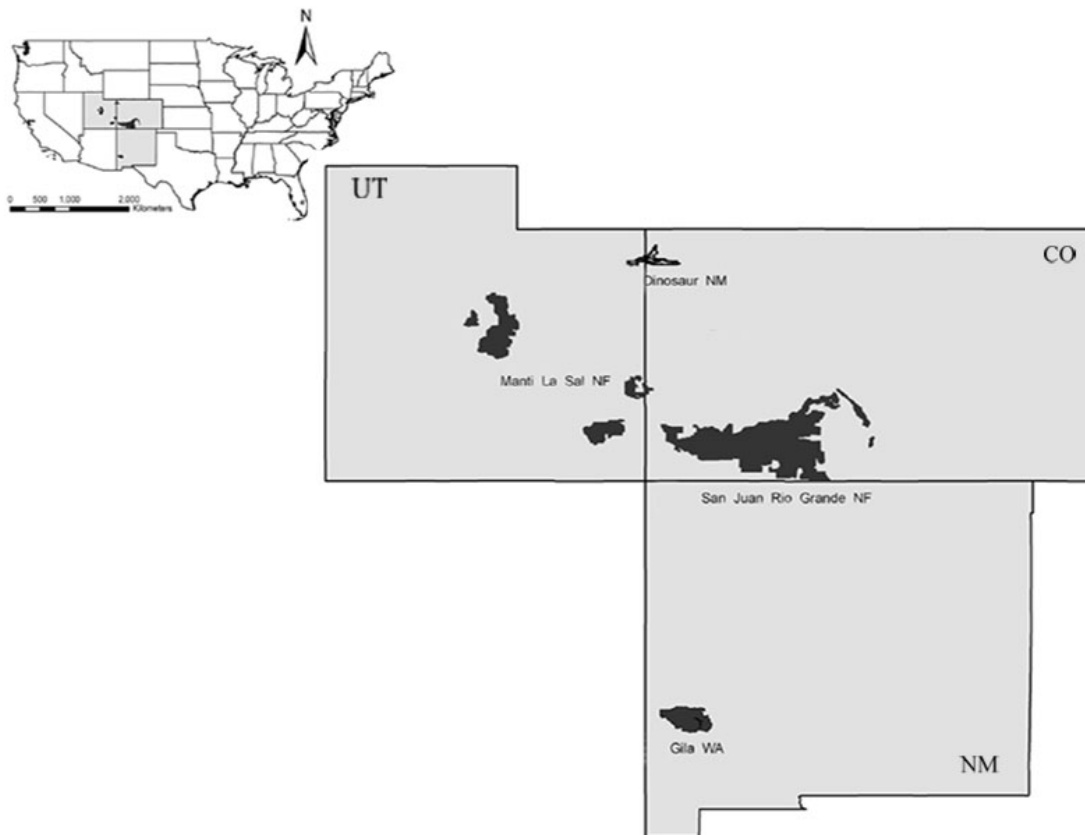 N
0 500 1,000 2,000
Kilometers
UT
CO
Dinosaur NM
Manti La Sal NF
San Juan Rio Grande NF
Gila WA
NM